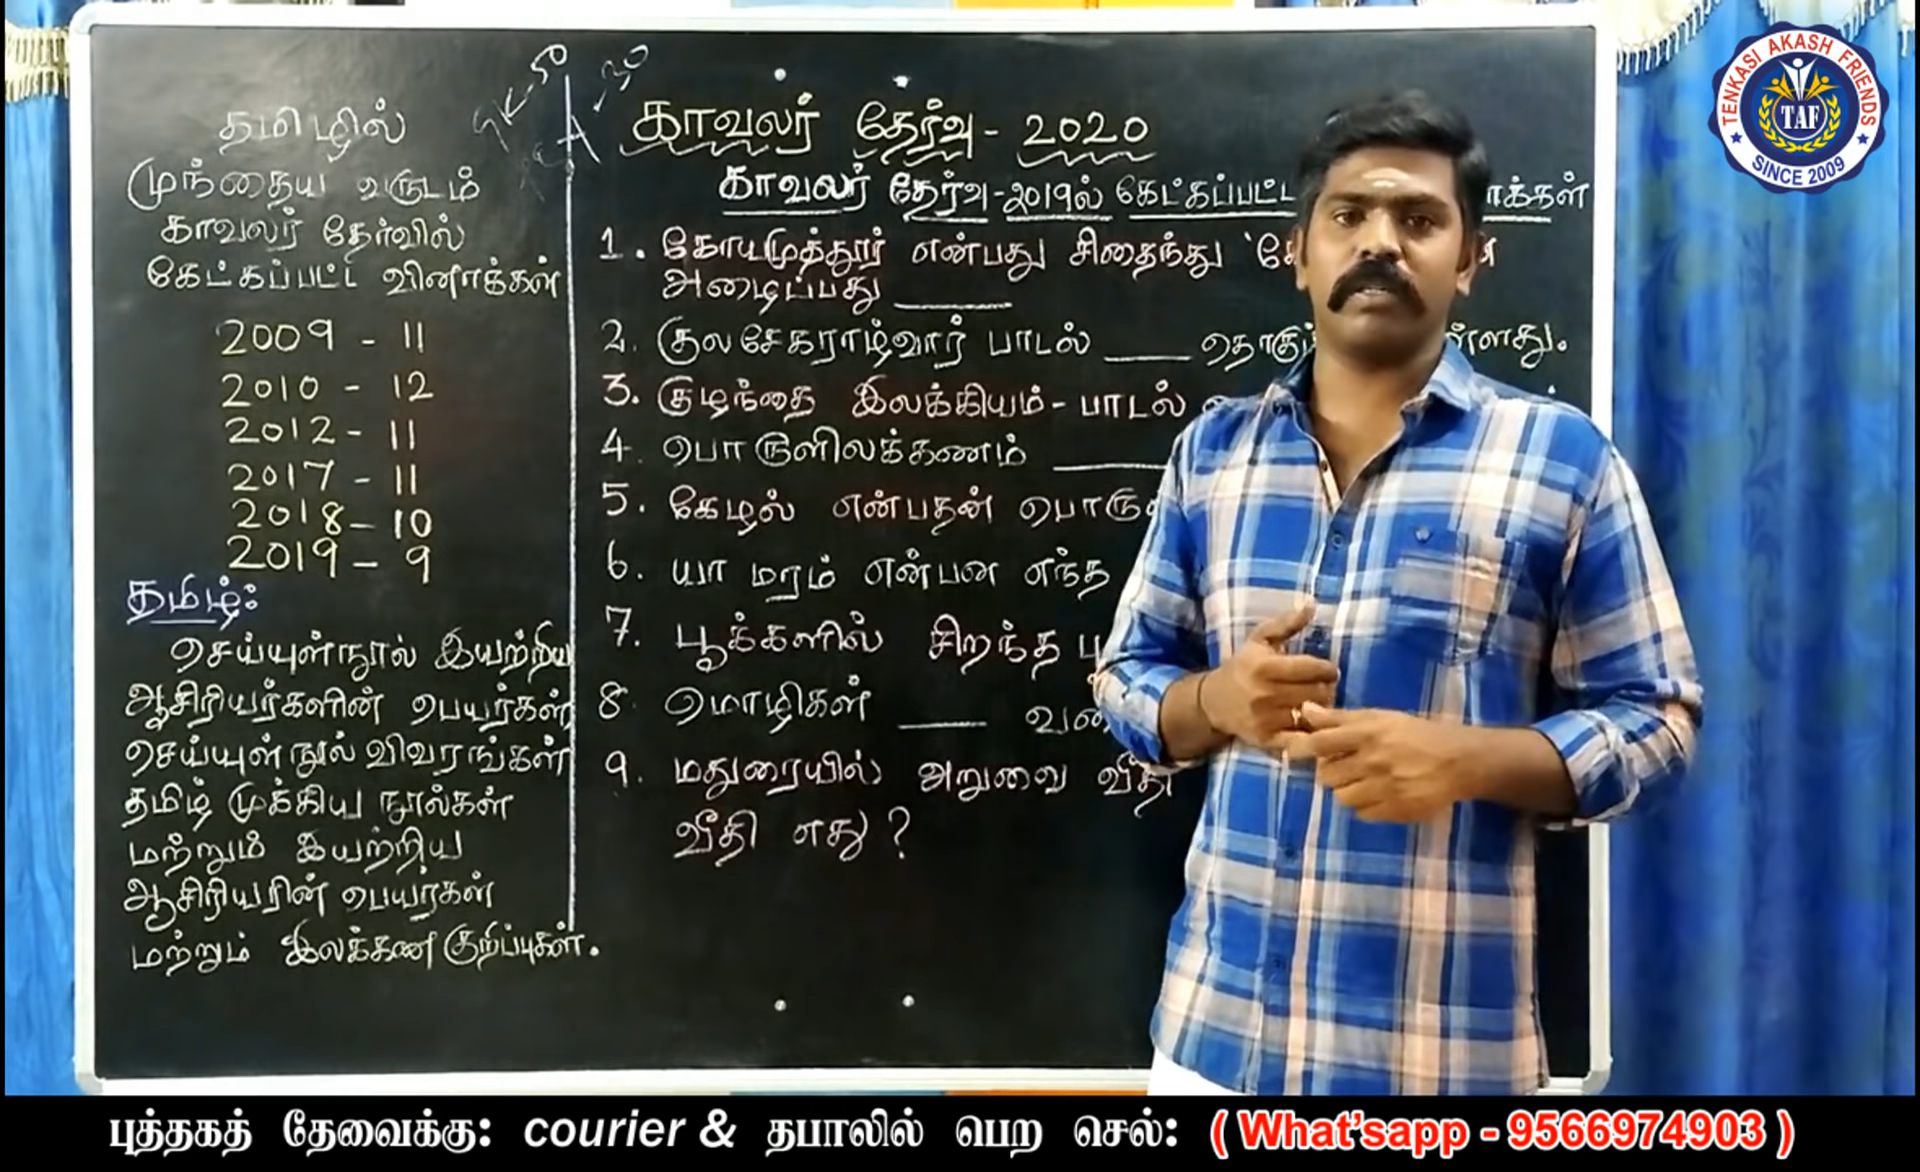 தமிழில்
முந்தைய வருடம்
காவலர் தேர்வில்
கேட்கப்பட்ட வினாக்கள்
2009 - 11
2010 - 12
2012 - 11
2017 - 11
2018 - 10
2019 - 9
தமிழ்:
செய்யுள்நூல் இயற்றிய
ஆசிரியர்களின் பெயர்கள்
செய்யுள்நூல் விவரங்கள்
தமிழ் முக்கிய நூல்கள்
மற்றும் இயற்றிய
ஆசிரியரின் பெயர்கள்
மற்றும் இலக்கண குறிப்புகள்.
காவலர் தேர்வு - 2020
காவலர் தேர்வு - 2019ல் கேட்கப்பட்ட
1. கோயமுத்தூர் என்பது சிதைந்து
அழைப்பது ______
2. குலசேகராழ்வார் பாடல் ____
3. குழந்தை இலக்கியம் - பாடல்
4. பொருளிலக்கணம் ____
5. கேழல் என்பதன்
6. யா மரம் என்பன எந்த
7. பூக்களில் சிறந்த
8 மொழிகள் ____
9. மதுரையில் அறுவை வீதி
வீதி எது?
TENKASI AKASH FRIENDS
TAF
SINCE 2009
புத்தகத் தேவைக்கு: courier & தபாலில் பெற செல்: ( What'sapp - 9566974903 )